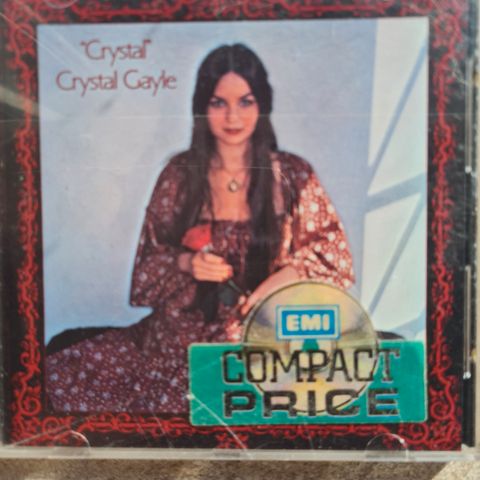 "Crystal"
Crystal Gayle
EMI
COMPACT
PRICE